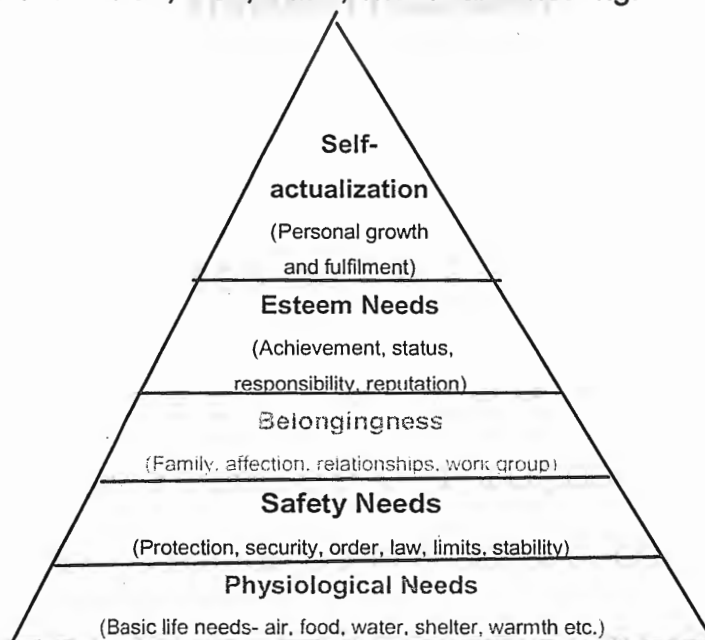 Self-
actualization
(Personal growth
and fulfilment)
Esteem Needs
(Achievement, status,
responsibility, reputation)
Belongingness
(Family, affection, relationships, work group)
Safety Needs
(Protection, security, order, law, limits, stability)
Physiological Needs
(Basic life needs- air, food, water, shelter, warmth etc.)